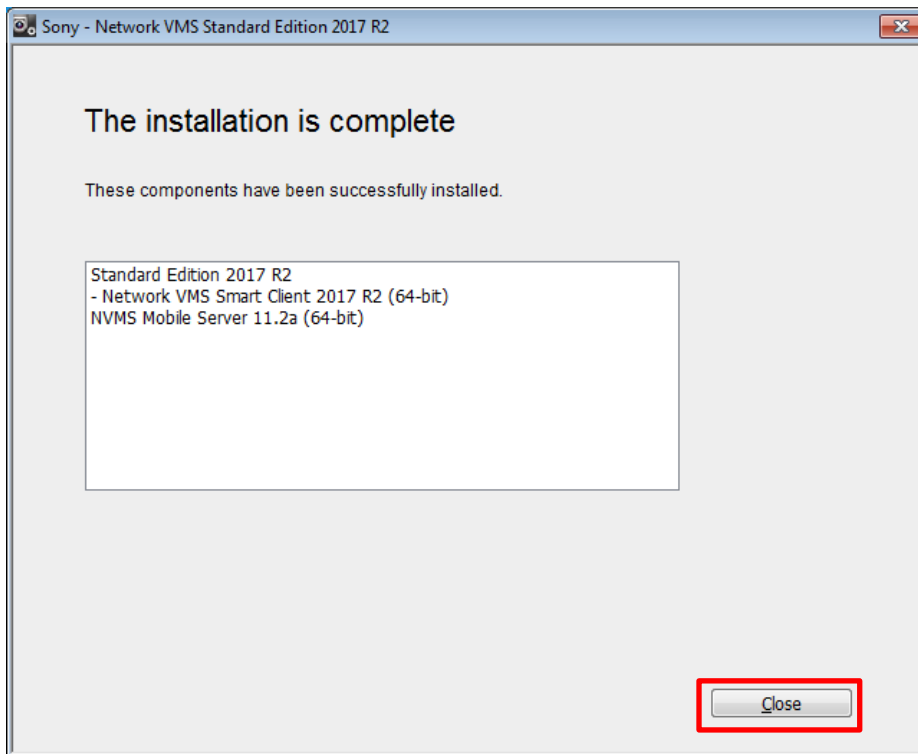 Sony - Network VMS Standard Edition 2017 R2
The installation is complete
These components have been successfully installed.
Standard Edition 2017 R2
- Network VMS Smart Client 2017 R2 (64-bit)
NVMS Mobile Server 11.2a (64-bit)
Close